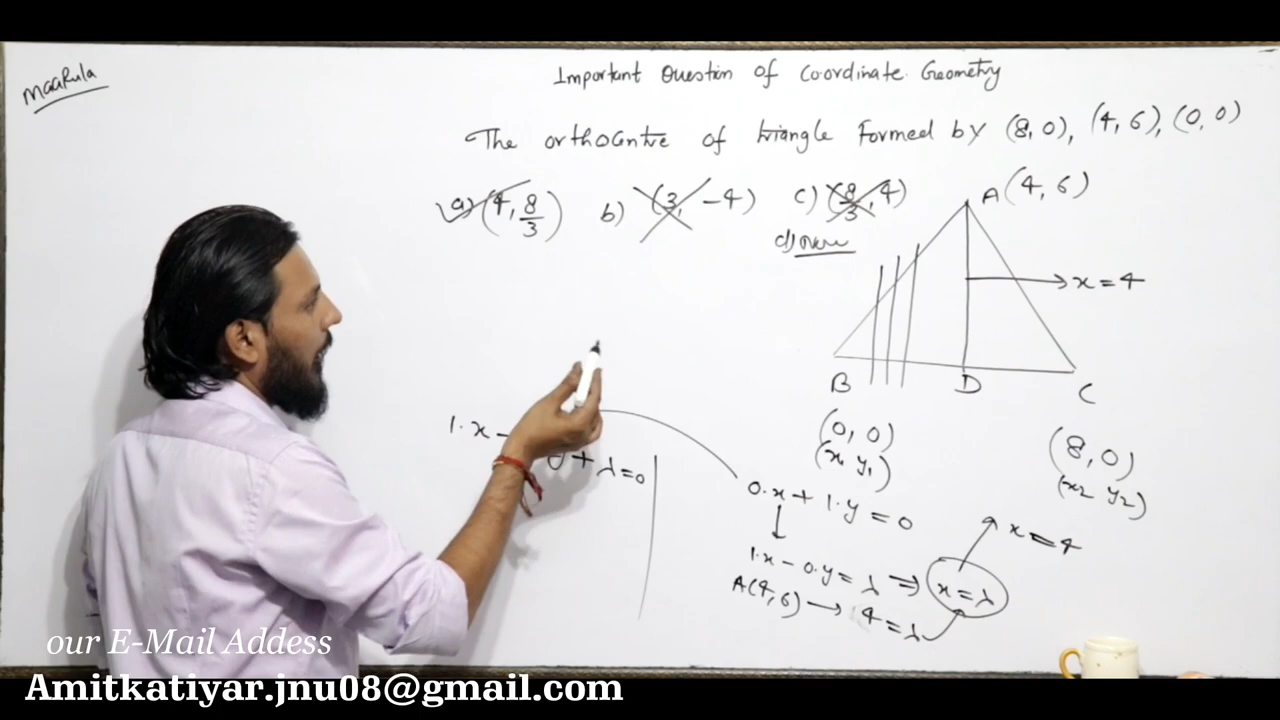 MaaRula
Important Question of Coordinate Geometry
The orthocentre of triangle formed by (8, 0), (4, 6), (0, 0)
a) (4, 8/3) b) (3, -4) c) (8/3, 4)
d) None
A(4, 6)
x = 4
B D C
(0, 0) (8, 0)
(x1 y1) (x2 y2)
1·x -
y + λ = 0
0·x + 1·y = 0
x = 4
1·x - 0·y = λ ⇒ x = λ
A(4, 6) → 4 = λ
our E-Mail Addess
Amitkatiyar.jnu08@gmail.com